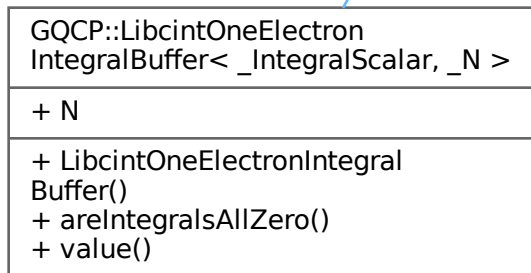 GQCP::LibcintOneElectron
IntegralBuffer< _IntegralScalar, _N >
+ N
+ LibcintOneElectronIntegral
Buffer()
+ areIntegralsAllZero()
+ value()